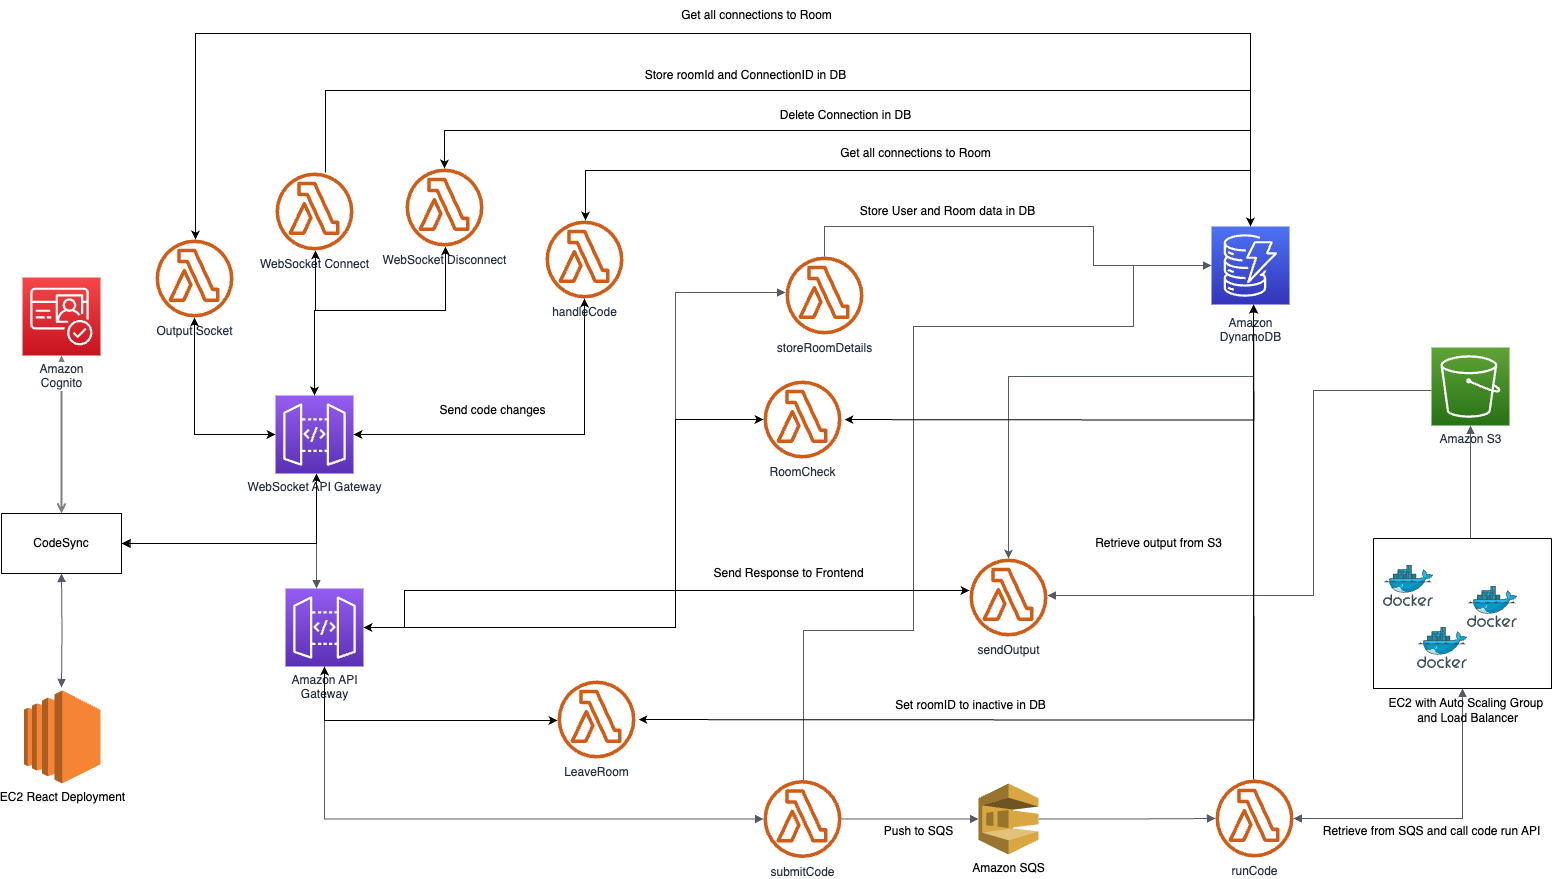 Get all connections to Room
Store roomId and ConnectionID in DB
Delete Connection in DB
Get all connections to Room
Store User and Room data in DB
WebSocket Connect
WebSocket Disconnect
handleCode
Output Socket
storeRoomDetails
Amazon
DynamoDB
Amazon
Cognito
Send code changes
Amazon S3
RoomCheck
WebSocket API Gateway
CodeSync
Retrieve output from S3
Send Response to Frontend
docker
docker
docker
sendOutput
Amazon API
Gateway
Set roomID to inactive in DB
EC2 with Auto Scaling Group
and Load Balancer
LeaveRoom
EC2 React Deployment
Push to SQS
Retrieve from SQS and call code run API
submitCode
Amazon SQS
runCode